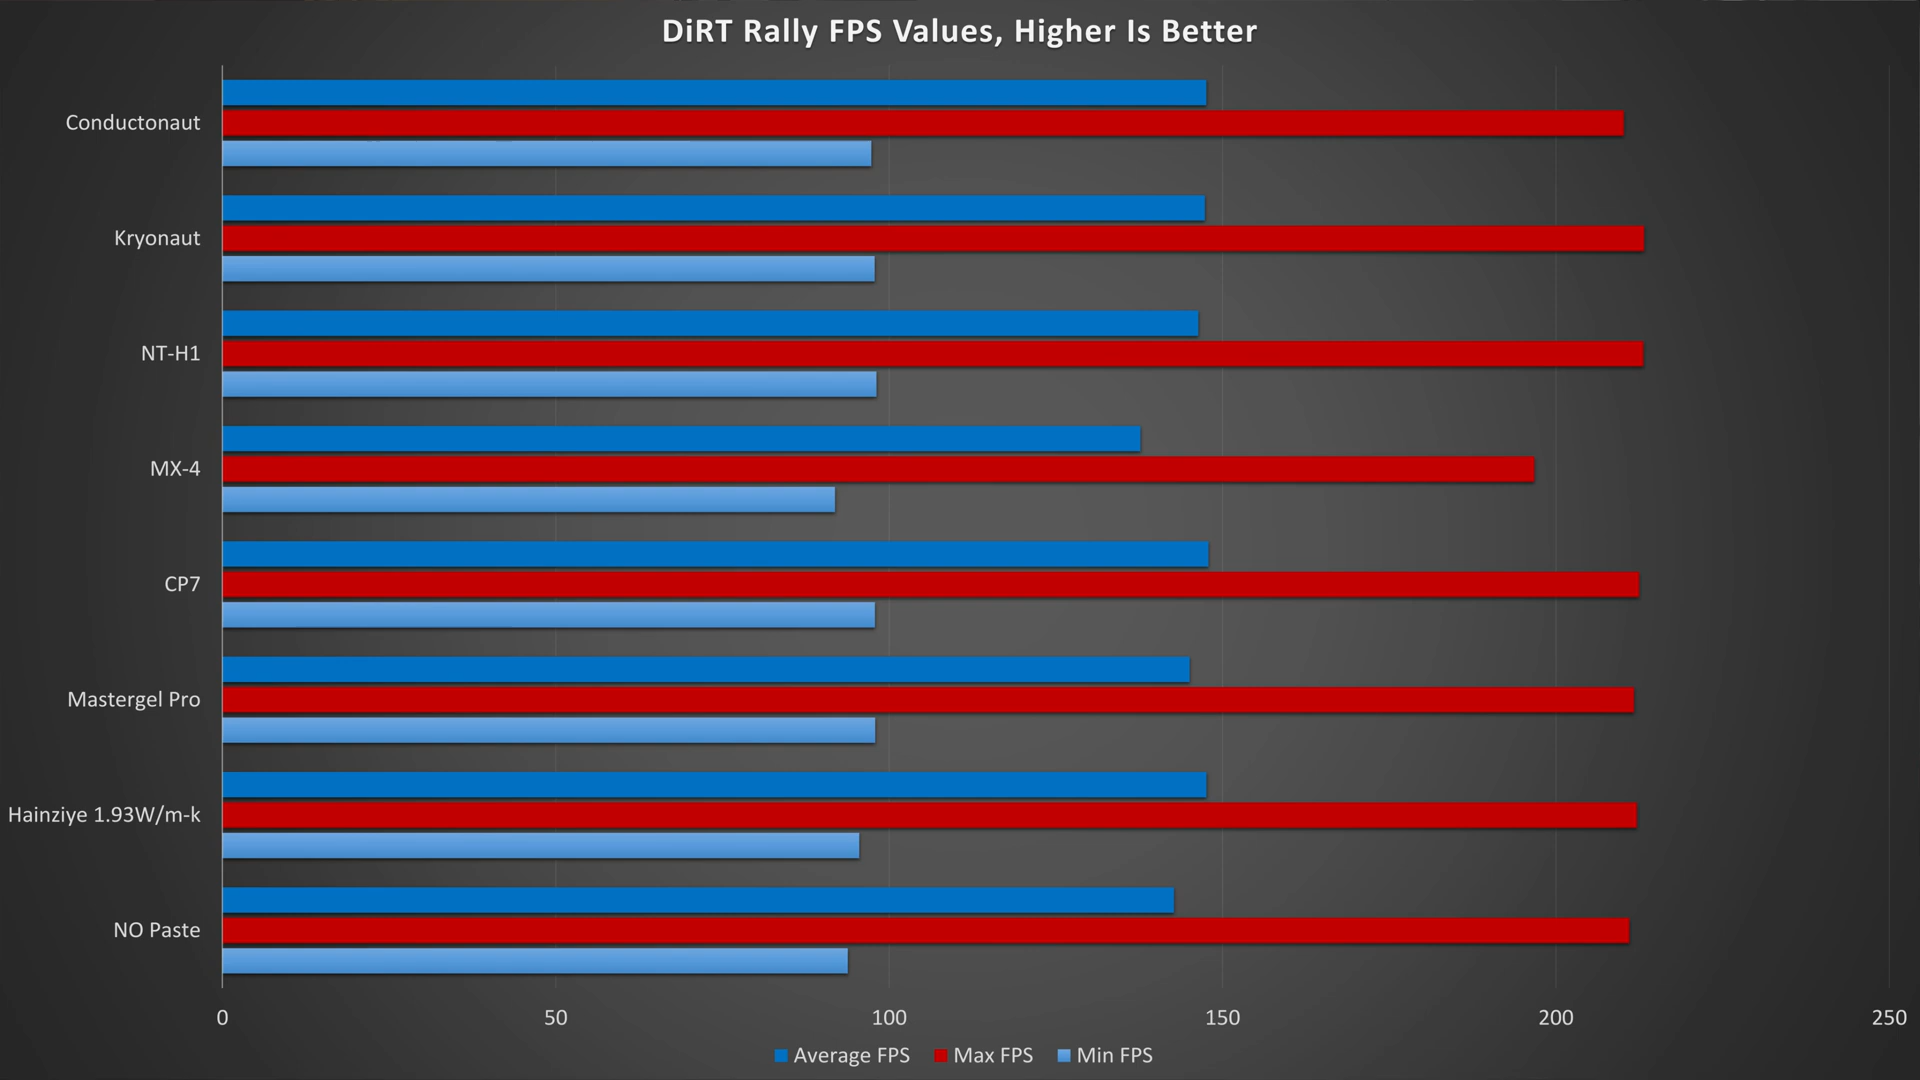 DiRT Rally FPS Values, Higher Is Better
Conductonaut
Kryonaut
NT-H1
MX-4
CP7
Mastergel Pro
Hainziye 1.93W/m-k
NO Paste
0 50 100 150 200 250
Average FPS Max FPS Min FPS